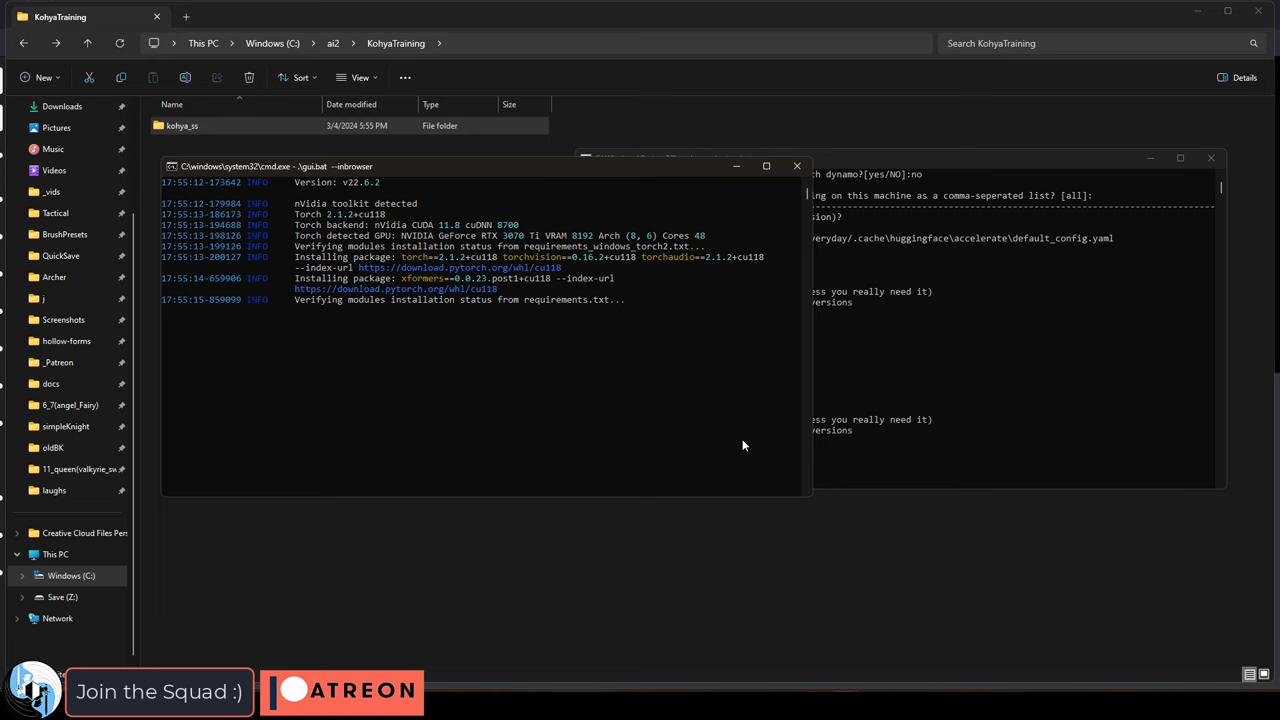 KohyaTraining
This PC > Windows (C:) > ai2 > KohyaTraining >
Search KohyaTraining
New
Sort
View
Details
Downloads
Pictures
Music
Videos
_vids
Tactical
BrushPresets
QuickSave
Archer
j
Screenshots
hollow-forms
_Patreon
docs
6_7(angel_Fairy)
simpleKnight
oldBK
11_queen(valkyrie_sw
laughs
Creative Cloud Files Pers
This PC
Windows (C:)
Save (Z:)
Network
Name Date modified Type Size
kohya_ss 3/4/2024 5:55 PM File folder
C:\windows\system32\cmd.exe - .\gui.bat --inbrowser
17:55:12-173642 INFO Version: v22.6.2
17:55:12-179984 INFO nVidia toolkit detected
17:55:13-186173 INFO Torch 2.1.2+cu118
17:55:13-194688 INFO Torch backend: nVidia CUDA 11.8 cuDNN 8700
17:55:13-198126 INFO Torch detected GPU: NVIDIA GeForce RTX 3070 Ti VRAM 8192 Arch (8, 6) Cores 48
17:55:13-199126 INFO Verifying modules installation status from requirements_windows_torch2.txt...
17:55:13-200127 INFO Installing package: torch==2.1.2+cu118 torchvision==0.16.2+cu118 torchaudio==2.1.2+cu118
--index-url https://download.pytorch.org/whl/cu118
17:55:14-659906 INFO Installing package: xformers==0.0.23.post1+cu118 --index-url
https://download.pytorch.org/whl/cu118
17:55:15-859099 INFO Verifying modules installation status from requirements.txt...
ch dynamo?[yes/NO]:no
ing on this machine as a comma-seperated list? [all]:
sion)?
veryday/.cache\huggingface\accelerate\default_config.yaml
ess you really need it)
versions
ess you really need it)
versions
Join the Squad :)
PATREON